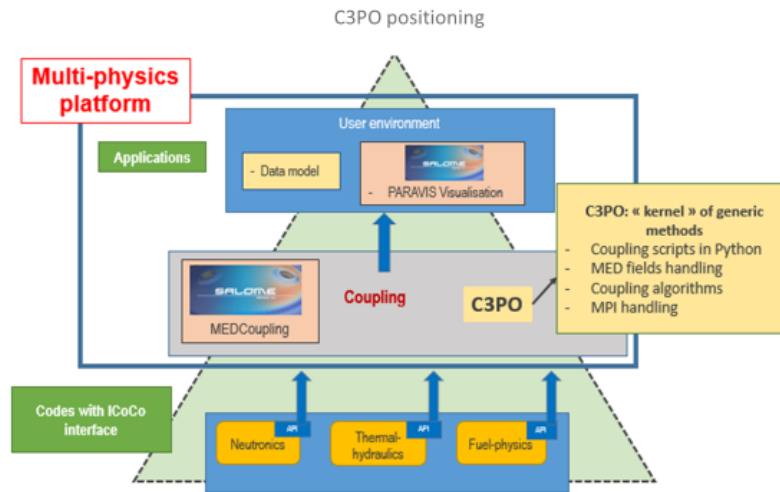 C3PO positioning
Multi-physics
platform
User environment
Applications
- Data model
SALOME
- PARAVIS Visualisation
C3PO: « kernel » of generic
methods
- Coupling scripts in Python
- MED fields handling
- Coupling algorithms
- MPI handling
SALOME
MEDCoupling
Coupling
C3PO
Codes with ICoCo
interface
API
API
API
Neutronics
Thermal-
hydraulics
Fuel-physics